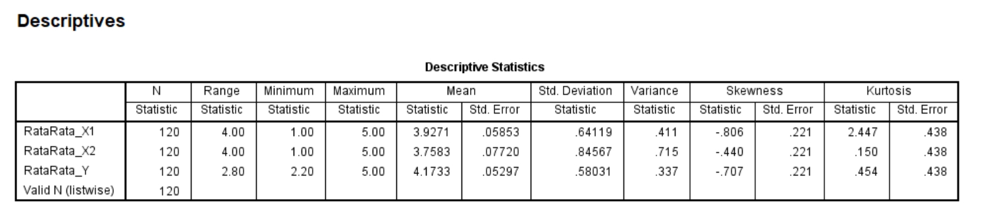 Descriptives
Descriptive Statistics
N Range Minimum Maximum Mean Std. Deviation Variance Skewness Kurtosis
Statistic Statistic Statistic Statistic Statistic Std. Error Statistic Statistic Statistic Std. Error Statistic Std. Error
RataRata_X1 120 4.00 1.00 5.00 3.9271 .05853 .64119 .411 -.806 .221 2.447 .438
RataRata_X2 120 4.00 1.00 5.00 3.7583 .07720 .84567 .715 -.440 .221 .150 .438
RataRata_Y 120 2.80 2.20 5.00 4.1733 .05297 .58031 .337 -.707 .221 .454 .438
Valid N (listwise) 120